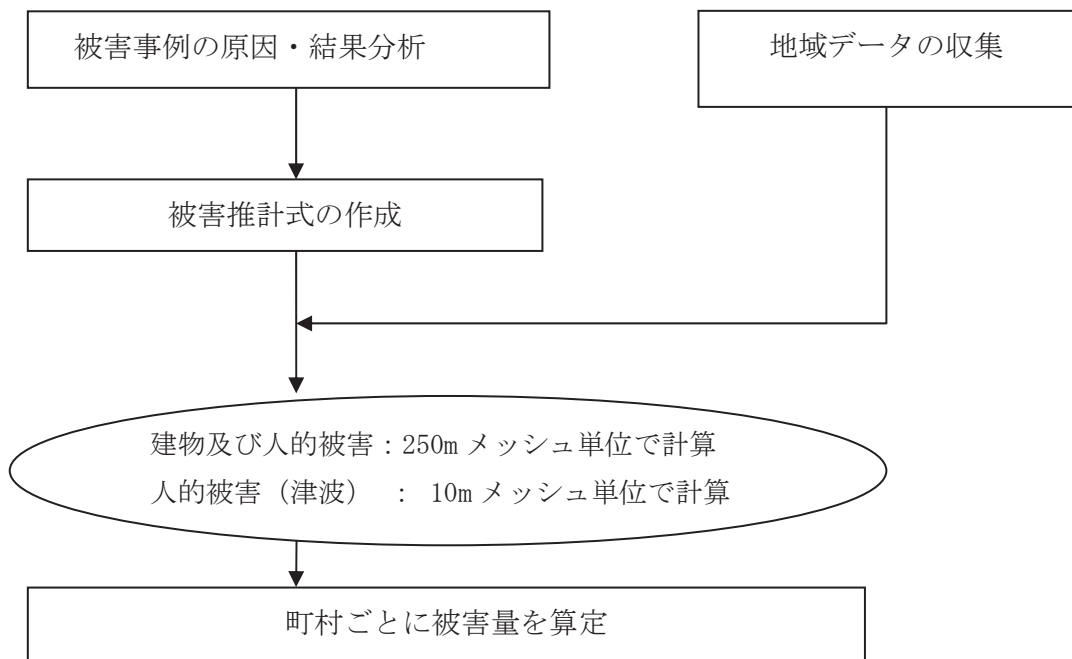 被害事例の原因・結果分析
地域データの収集
被害推計式の作成
建物及び人的被害：250m メッシュ単位で計算
人的被害（津波） ： 10m メッシュ単位で計算
町村ごとに被害量を算定